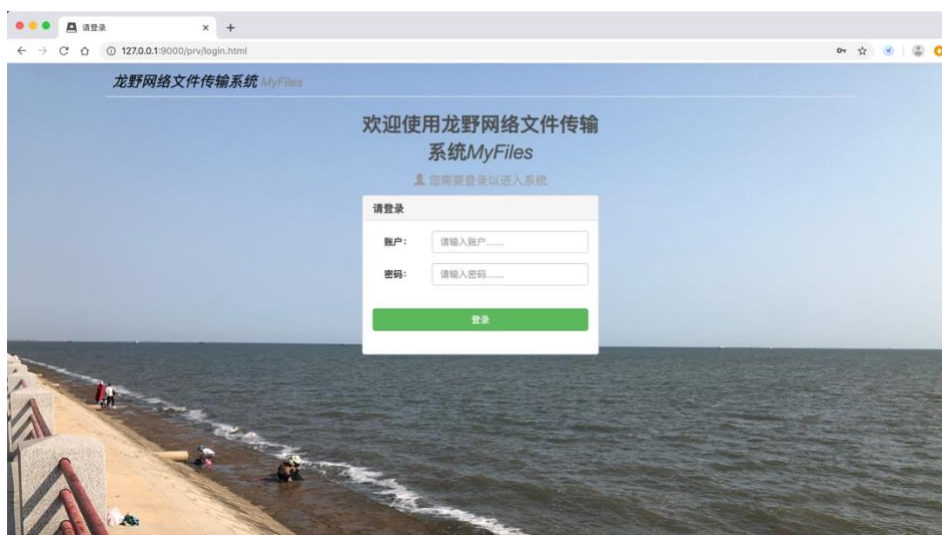 请登录
127.0.0.1:9000/prv/login.html
龙野网络文件传输系统 MyFiles
欢迎使用龙野网络文件传输
系统MyFiles
您需要登录以进入系统
请登录
账户： 请输入账户......
密码： 请输入密码......
登录